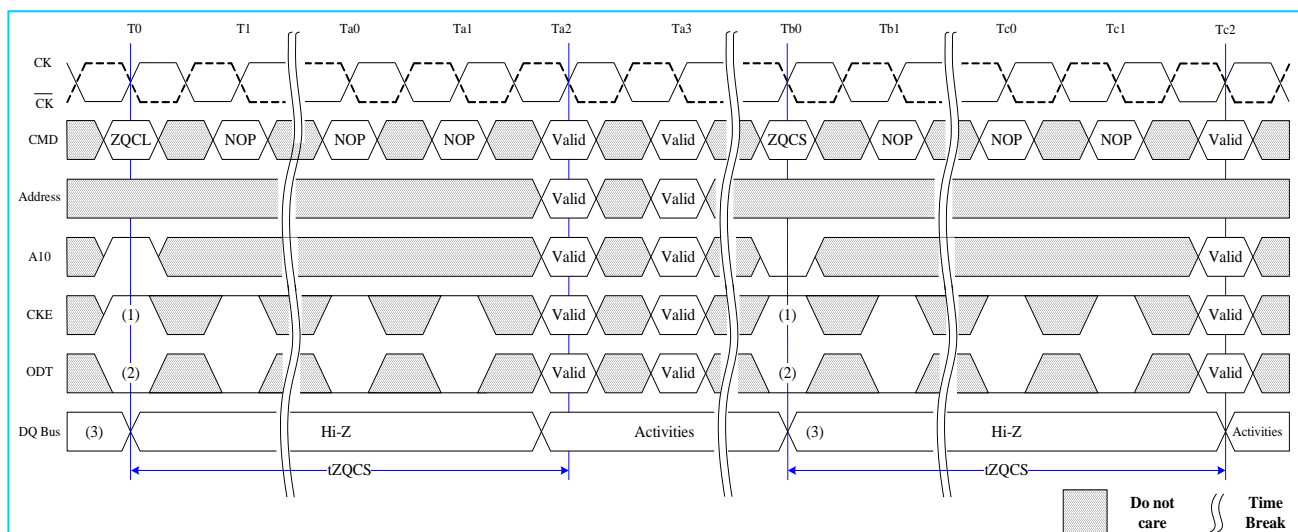 T0 T1 Ta0 Ta1 Ta2 Ta3 Tb0 Tb1 Tc0 Tc1 Tc2
CK
CK
CMD ZQCL NOP NOP NOP Valid Valid ZQCS NOP NOP NOP Valid
Address Valid Valid
A10 Valid Valid Valid
CKE (1) Valid Valid (1) Valid
ODT (2) Valid Valid (2) Valid
DQ Bus (3) Hi-Z Activities (3) Hi-Z Activities
tZQCS tZQCS
Do not care
Time Break